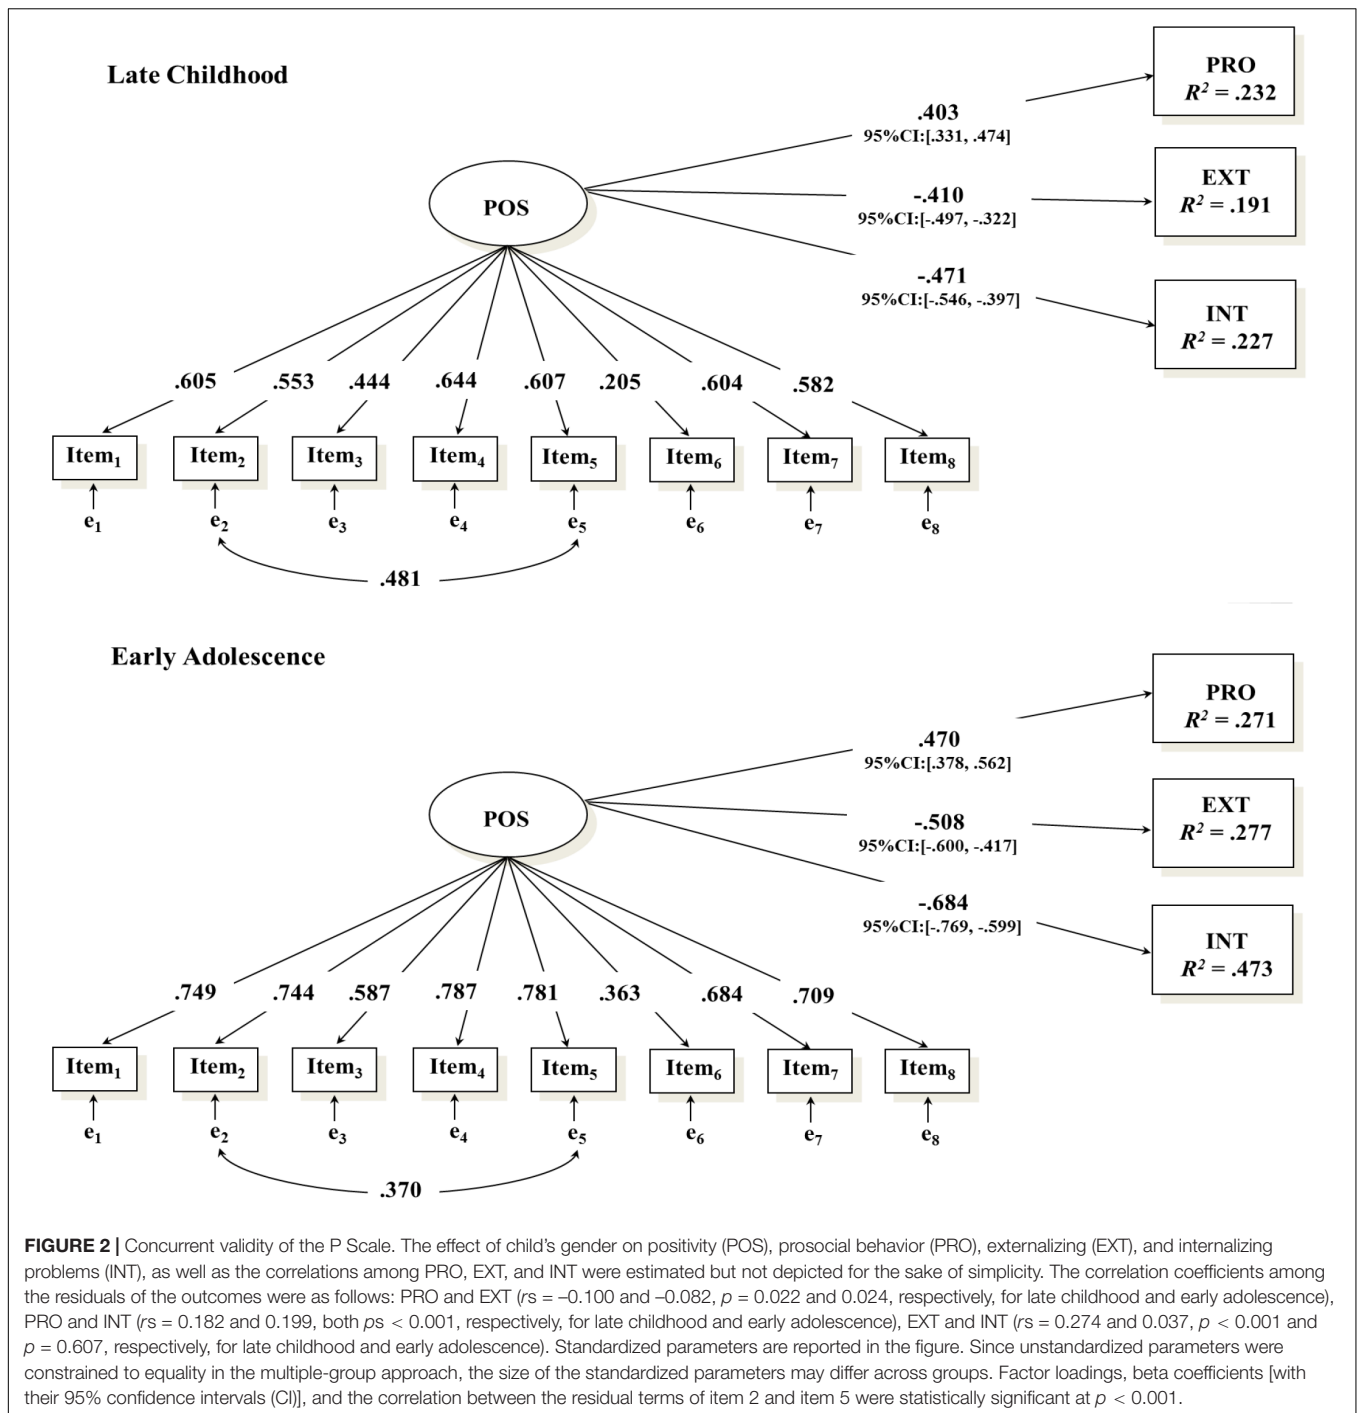 Late Childhood
PRO
R² = .232
.403
95%CI:[.331, .474]
EXT
R² = .191
-.410
95%CI:[-.497, -.322]
POS
-.471
95%CI:[-.546, -.397]
INT
R² = .227
.605 .553 .444 .644 .607 .205 .604 .582
Item₁ Item₂ Item₃ Item₄ Item₅ Item₆ Item₇ Item₈
e₁ e₂ e₃ e₄ e₅ e₆ e₇ e₈
.481
Early Adolescence
PRO
R² = .271
.470
95%CI:[.378, .562]
EXT
R² = .277
-.508
95%CI:[-.600, -.417]
POS
-.684
95%CI:[-.769, -.599]
INT
R² = .473
.749 .744 .587 .787 .781 .363 .684 .709
Item₁ Item₂ Item₃ Item₄ Item₅ Item₆ Item₇ Item₈
e₁ e₂ e₃ e₄ e₅ e₆ e₇ e₈
.370
FIGURE 2 | Concurrent validity of the P Scale. The effect of child's gender on positivity (POS), prosocial behavior (PRO), externalizing (EXT), and internalizing
problems (INT), as well as the correlations among PRO, EXT, and INT were estimated but not depicted for the sake of simplicity. The correlation coefficients among
the residuals of the outcomes were as follows: PRO and EXT (rs = –0.100 and –0.082, p = 0.022 and 0.024, respectively, for late childhood and early adolescence),
PRO and INT (rs = 0.182 and 0.199, both ps < 0.001, respectively, for late childhood and early adolescence), EXT and INT (rs = 0.274 and 0.037, p < 0.001 and
p = 0.607, respectively, for late childhood and early adolescence). Standardized parameters are reported in the figure. Since unstandardized parameters were
constrained to equality in the multiple-group approach, the size of the standardized parameters may differ across groups. Factor loadings, beta coefficients [with
their 95% confidence intervals (CI)], and the correlation between the residual terms of item 2 and item 5 were statistically significant at p < 0.001.